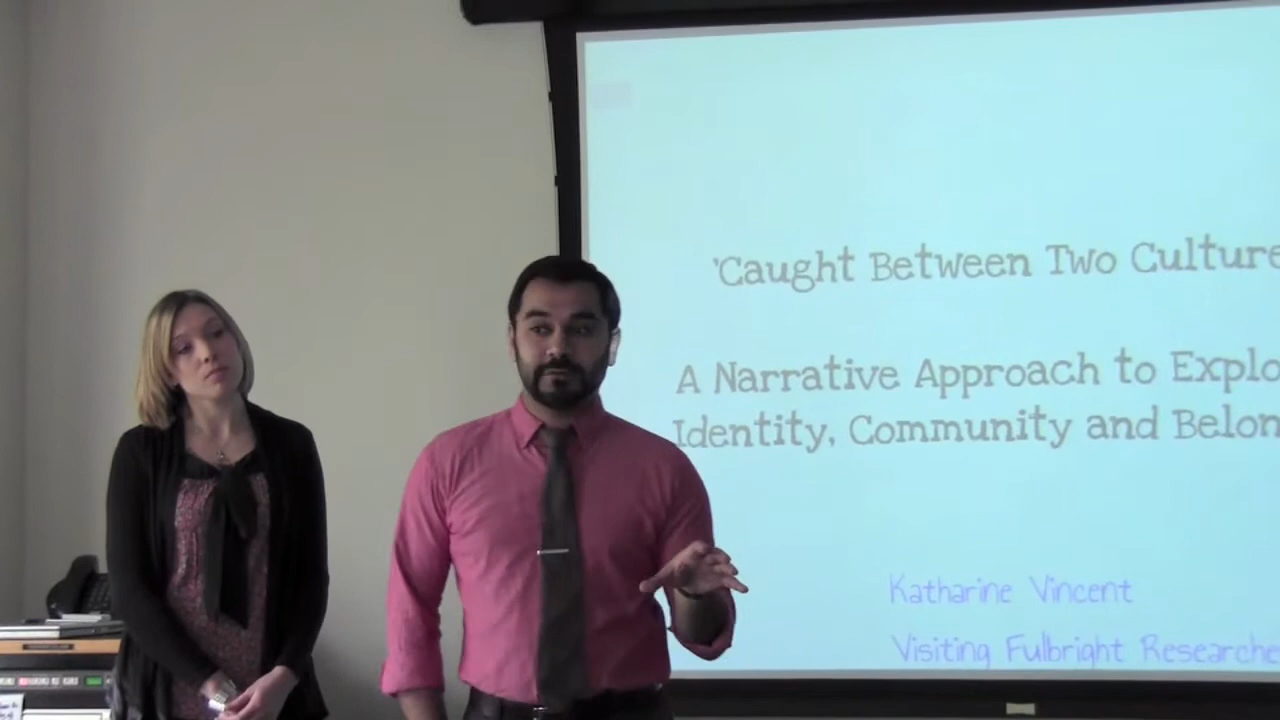 'Caught Between Two Culture
A Narrative Approach to Explo
Identity, Community and Belon
Katharine Vincent
Visiting Fulbright Researche